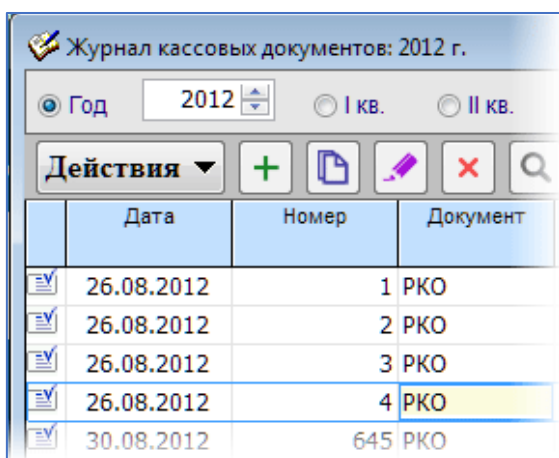 Журнал кассовых документов: 2012 г.
Год 2012 I кв. II кв.
Действия
Дата Номер Документ
26.08.2012 1 РКО
26.08.2012 2 РКО
26.08.2012 3 РКО
26.08.2012 4 РКО
30.08.2012 645 РКО